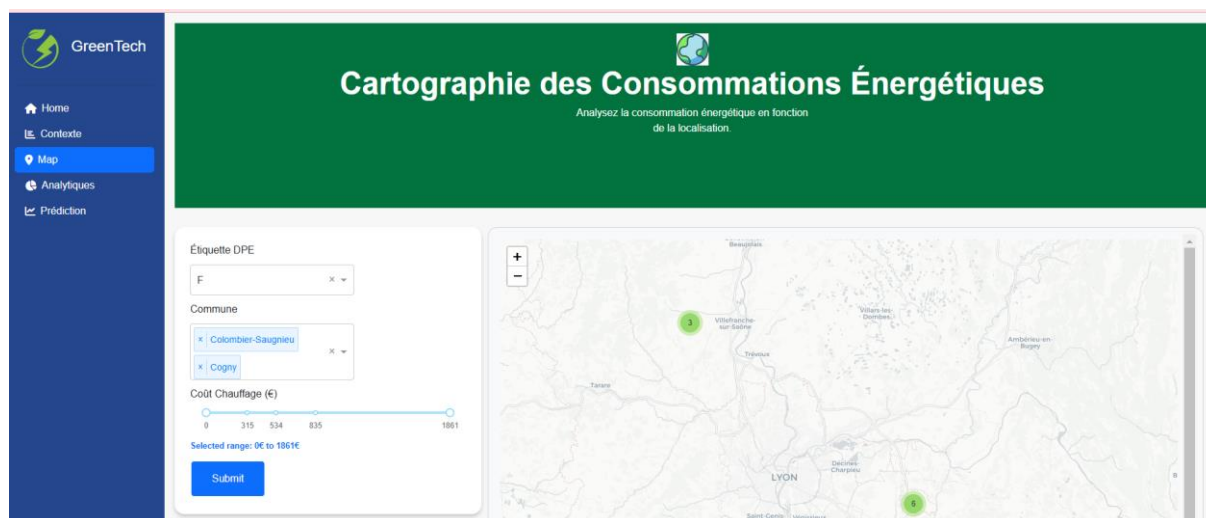 GreenTech
Home
Contexte
Map
Analytiques
Prédiction
Cartographie des Consommations Énergétiques
Analysez la consommation énergétique en fonction
de la localisation.
Étiquette DPE
F
× 
Commune
× Colombier-Saugnieu
×
× Cogny
Coût Chauffage (€)
0 315 534 835 1861
Selected range: 0€ to 1861€
Submit
+
−
Beaujolais
3
Villefranche-
sur-Saône
Villars-les-
Dombes
Ambérieu-en-
Bugey
Trévoux
Tarare
Décines-
Charpieu
LYON
6